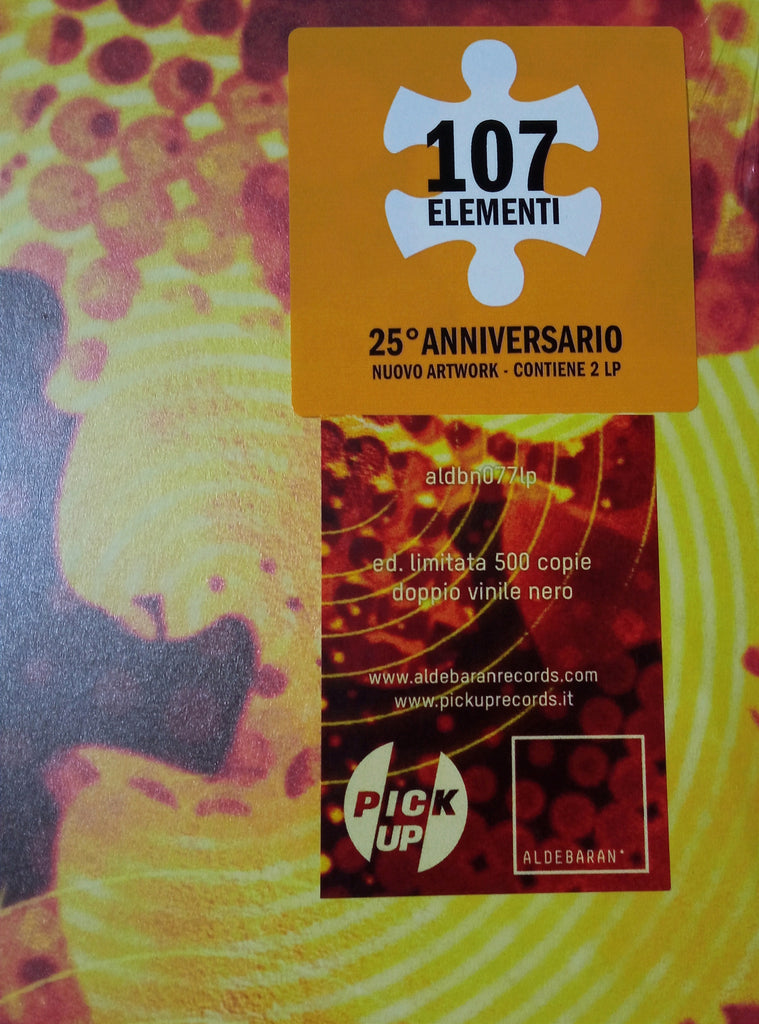 107
ELEMENTI
25° ANNIVERSARIO
NUOVO ARTWORK - CONTIENE 2 LP
aldbn077lp
ed. limitata 500 copie
doppio vinile nero
www.aldebaranrecords.com
www.pickuprecords.it
PICK
UP
ALDEBARAN*